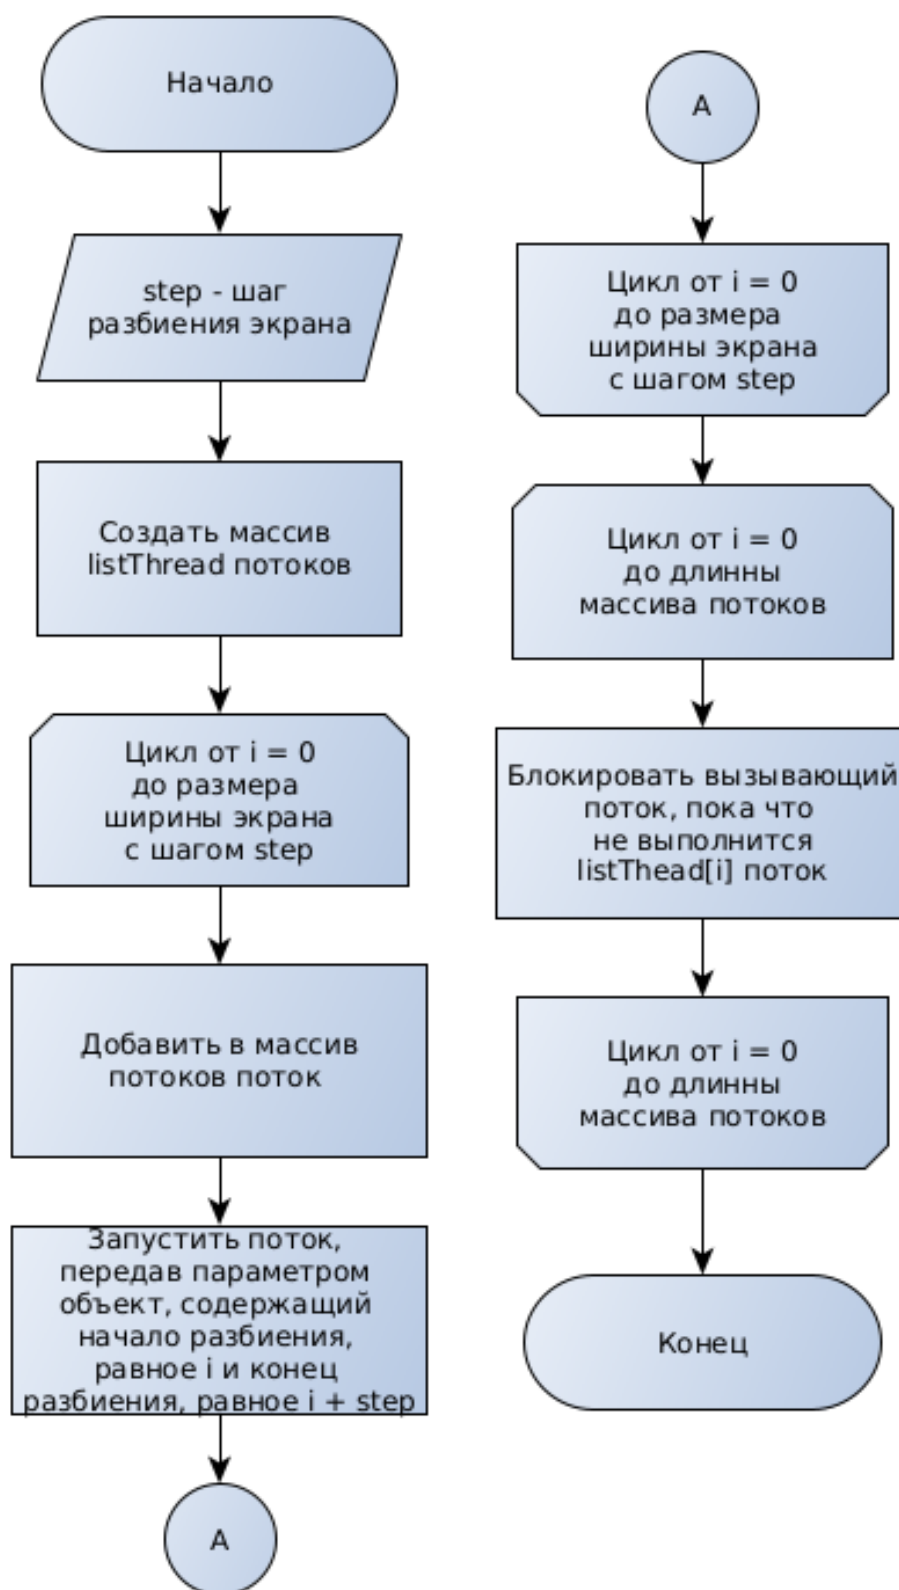 Начало
step - шаг
разбиения экрана
Создать массив
listThread потоков
Цикл от i = 0
до размера
ширины экрана
с шагом step
Добавить в массив
потоков поток
Запустить поток,
передав параметром
объект, содержащий
начало разбиения,
равное i и конец
разбиения, равное i + step
А
А
Цикл от i = 0
до размера
ширины экрана
с шагом step
Цикл от i = 0
до длинны
массива потоков
Блокировать вызывающий
поток, пока что
не выполнится
listThead[i] поток
Цикл от i = 0
до длинны
массива потоков
Конец